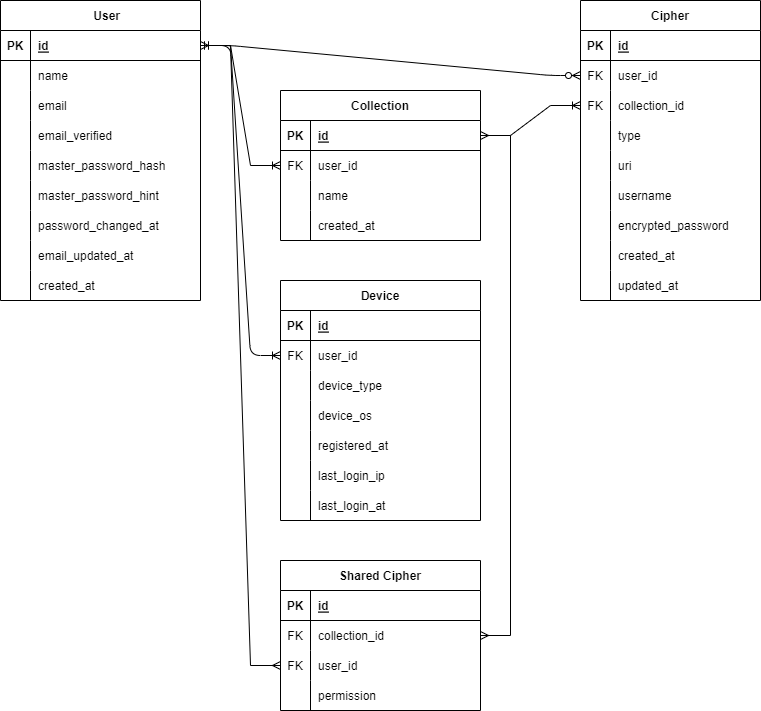 User
PK id
name
email
email_verified
master_password_hash
master_password_hint
password_changed_at
email_updated_at
created_at
Collection
PK id
FK user_id
name
created_at
Device
PK id
FK user_id
device_type
device_os
registered_at
last_login_ip
last_login_at
Shared Cipher
PK id
FK collection_id
FK user_id
permission
Cipher
PK id
FK user_id
FK collection_id
type
uri
username
encrypted_password
created_at
updated_at